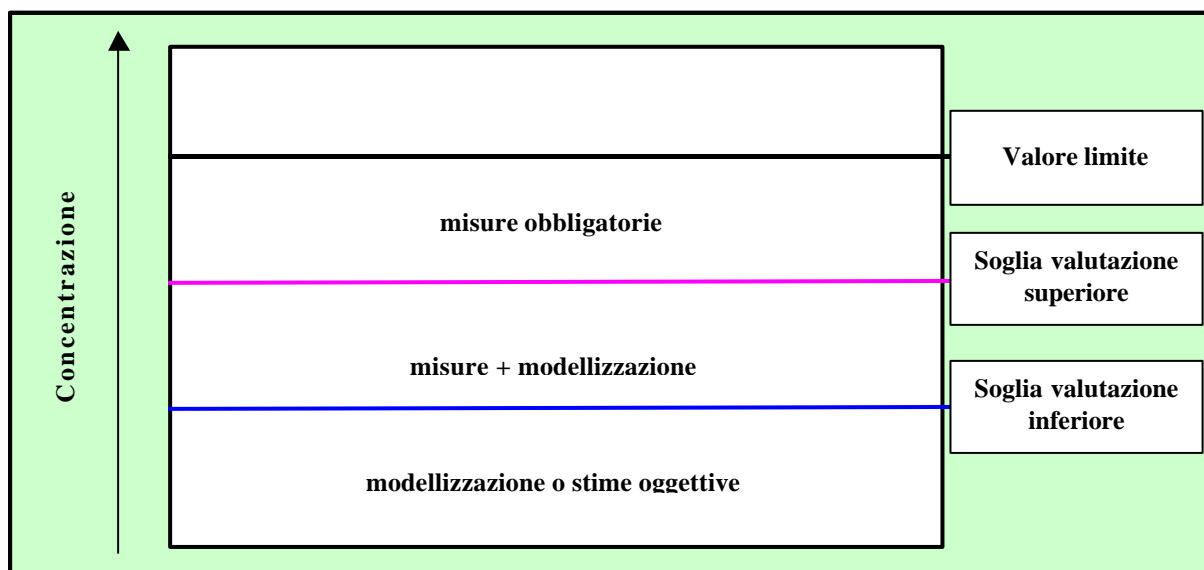 Concentrazione
Valore limite
misure obbligatorie
Soglia valutazione
superiore
misure + modellizzazione
Soglia valutazione
inferiore
modellizzazione o stime oggettive